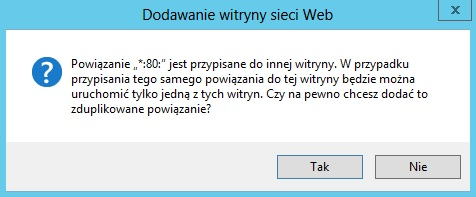 Dodawanie witryny sieci Web
x
Powiązanie „*:80:“ jest przypisane do innej witryny. W przypadku
przypisania tego samego powiązania do tej witryny będzie można
uruchomić tylko jedną z tych witryn. Czy na pewno chcesz dodać to
zduplikowane powiązanie?
Tak
Nie